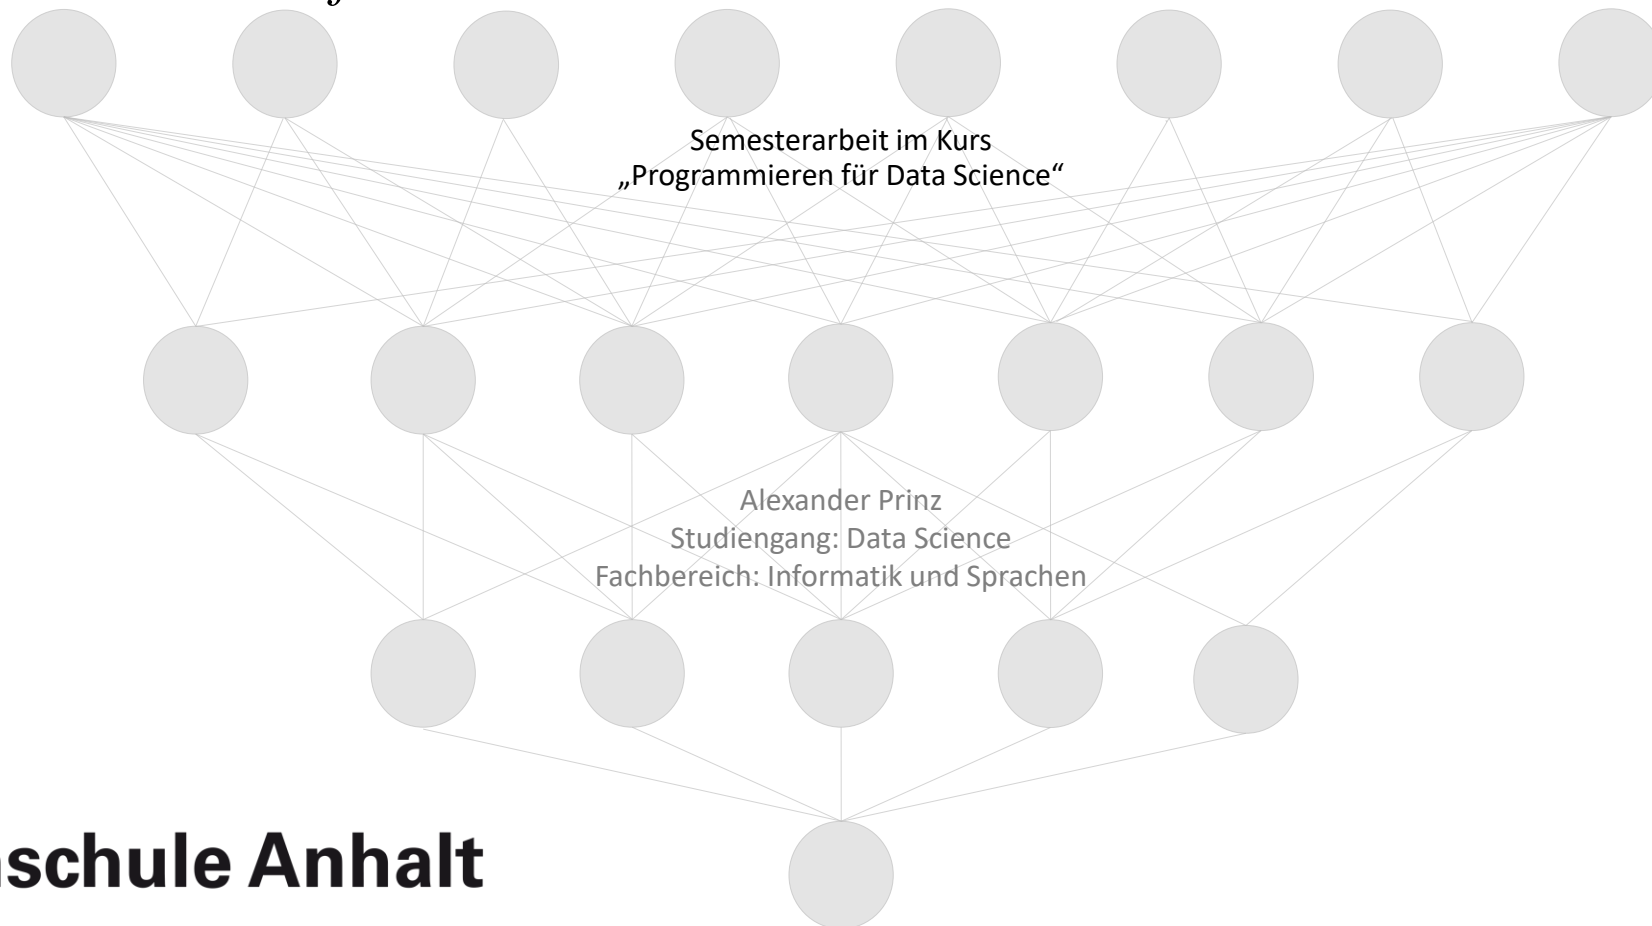 Semesterarbeit im Kurs
„Programmieren für Data Science“
Alexander Prinz
Studiengang: Data Science
Fachbereich: Informatik und Sprachen
schule Anhalt